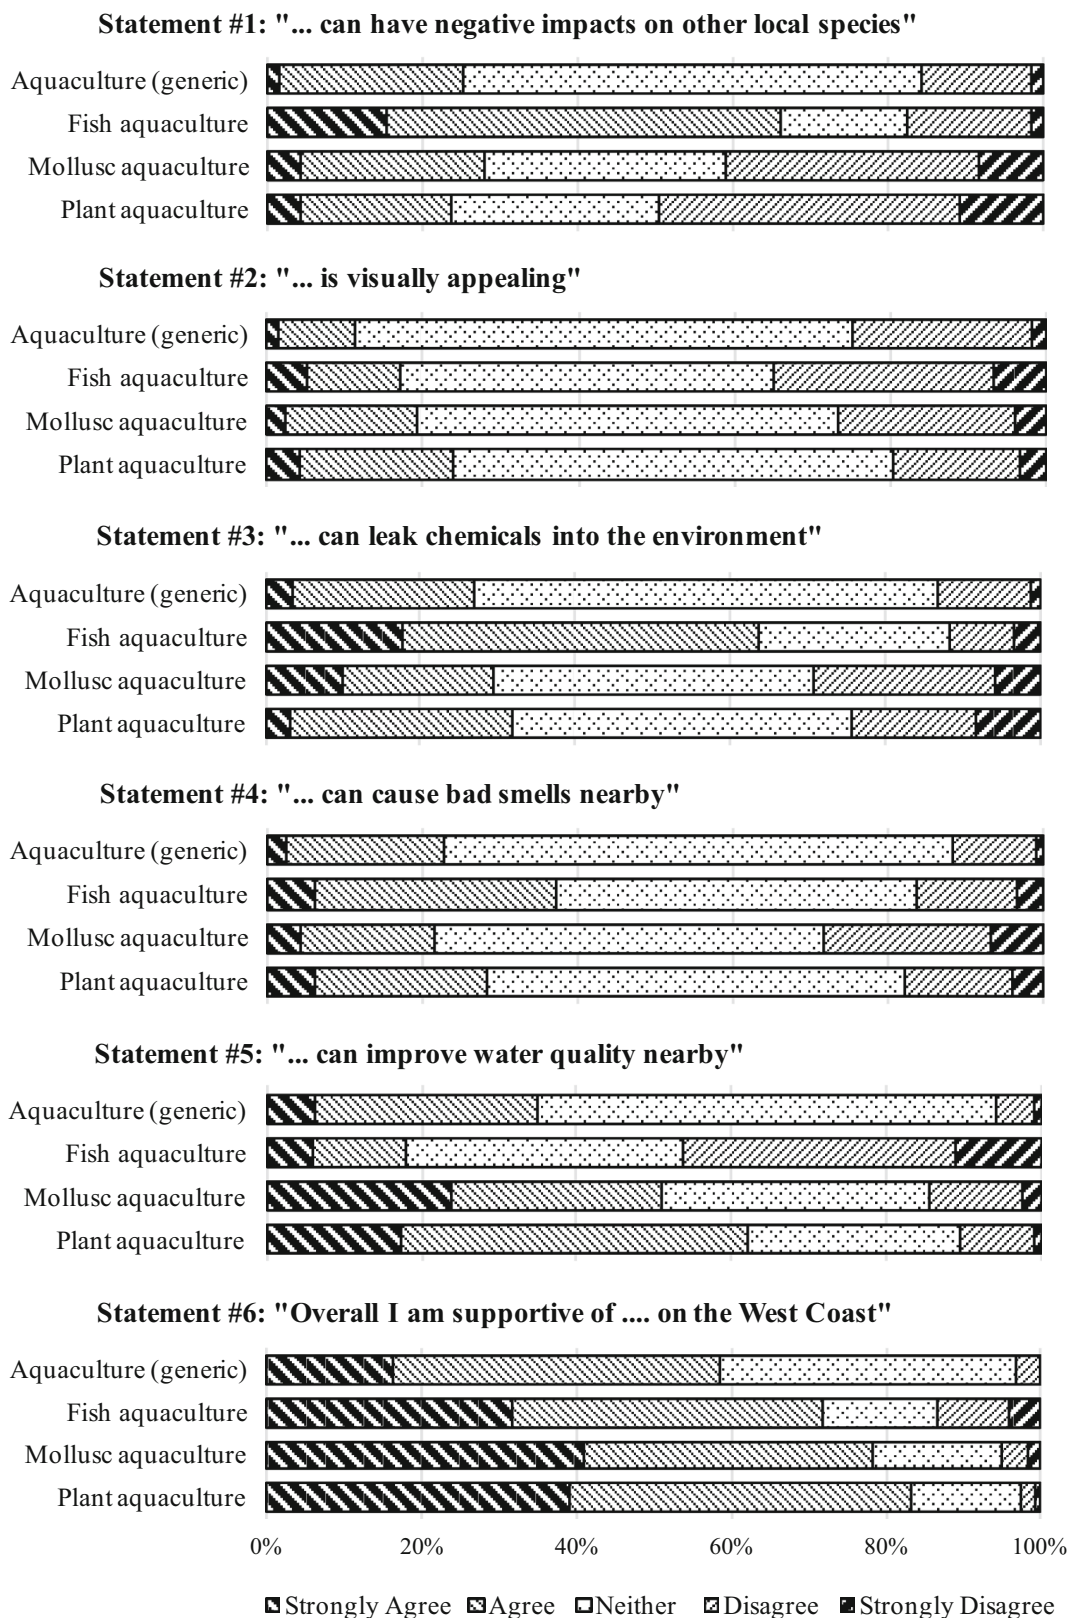 Statement #1: "... can have negative impacts on other local species"
Aquaculture (generic)
Fish aquaculture
Mollusc aquaculture
Plant aquaculture
Statement #2: "... is visually appealing"
Aquaculture (generic)
Fish aquaculture
Mollusc aquaculture
Plant aquaculture
Statement #3: "... can leak chemicals into the environment"
Aquaculture (generic)
Fish aquaculture
Mollusc aquaculture
Plant aquaculture
Statement #4: "... can cause bad smells nearby"
Aquaculture (generic)
Fish aquaculture
Mollusc aquaculture
Plant aquaculture
Statement #5: "... can improve water quality nearby"
Aquaculture (generic)
Fish aquaculture
Mollusc aquaculture
Plant aquaculture
Statement #6: "Overall I am supportive of .... on the West Coast"
Aquaculture (generic)
Fish aquaculture
Mollusc aquaculture
Plant aquaculture
0% 20% 40% 60% 80% 100%
Strongly Agree Agree Neither Disagree Strongly Disagree